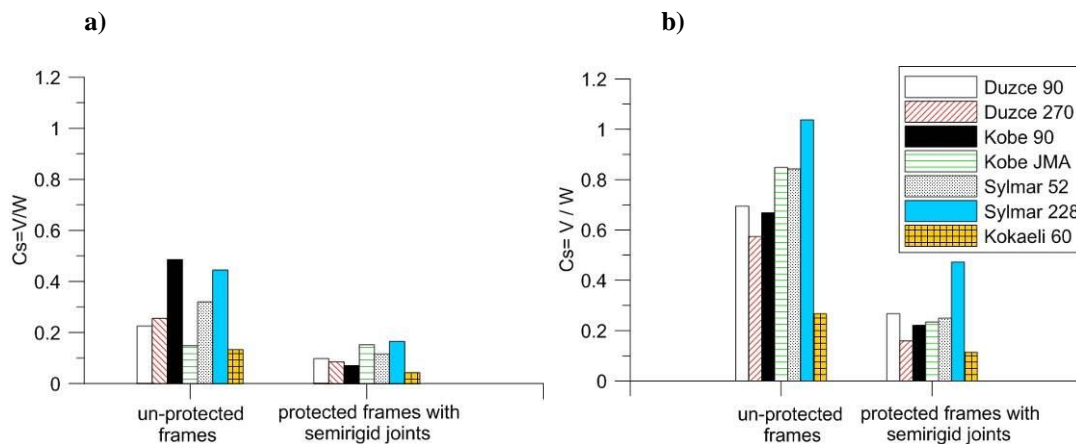 a)
1.2
1
0.8
0.6
0.4
0.2
0
Cs=V/W
un-protected
frames
protected frames with
semirigid joints
b)
1.2
1
0.8
0.6
0.4
0.2
0
Cs= V / W
un-protected
frames
protected frames with
semirigid joints
Duzce 90
Duzce 270
Kobe 90
Kobe JMA
Sylmar 52
Sylmar 228
Kokaeli 60